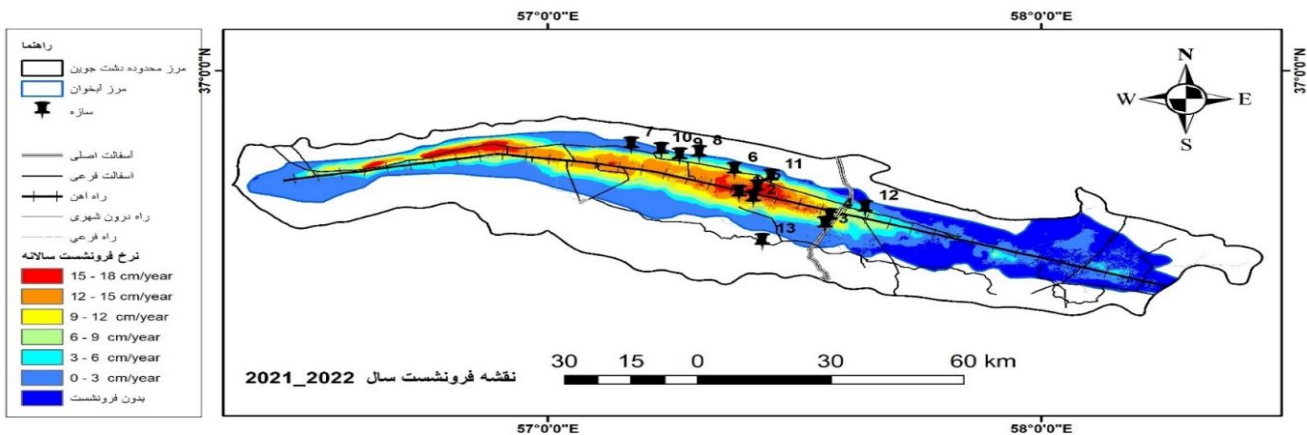 57°0'0"E 58°0'0"E
راهنما
مرز محدوده دشت جوین
مرز آبخوان
سازه
آسفالت اصلی
آسفالت فرعی
راه آهن
راه درون شهری
راه فرعی
نرخ فرونشست سالانه
15 - 18 cm/year
12 - 15 cm/year
9 - 12 cm/year
6 - 9 cm/year
3 - 6 cm/year
0 - 3 cm/year
بدون فرونشست
37°0'0"N
37°0'0"N
N
W E
S
7
10
9
8
6
11
5
2
12
4
3
13
30 15 0 30 60 km
نقشه فرونشست سال 2021_2022
57°0'0"E 58°0'0"E